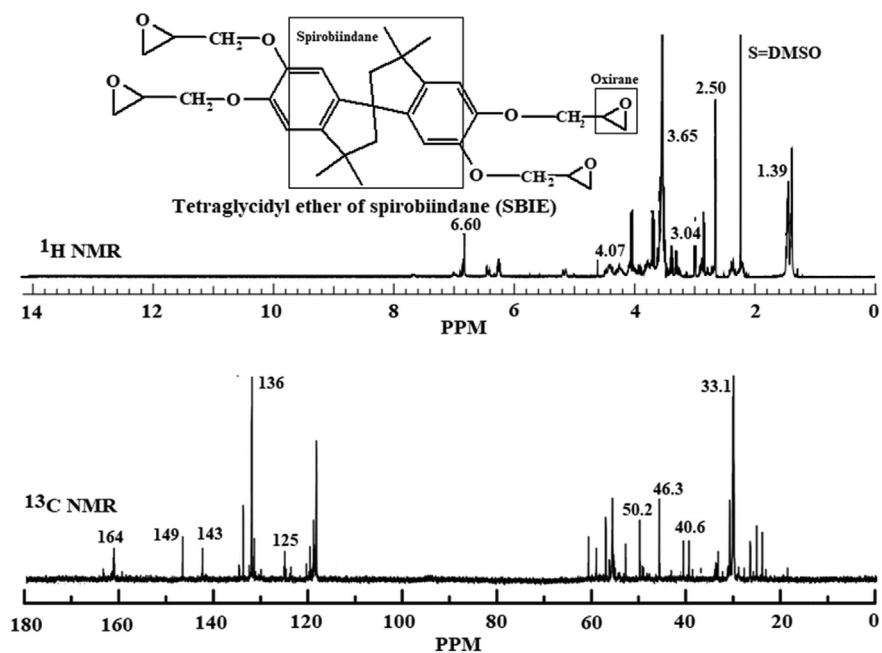 Spirobiindane
Oxirane
O
CH₂
O
O
CH₂
O
O
CH₂
O
O
CH₂
O
Tetraglycidyl ether of spirobiindane (SBIE)
S=DMSO
2.50
3.65
1.39
3.04
4.07
6.60
¹H NMR
14 12 10 8 6 4 2 0
PPM
136
33.1
164
149
143
125
50.2
46.3
40.6
13C NMR
180 160 140 120 100 80 60 40 20 0
PPM